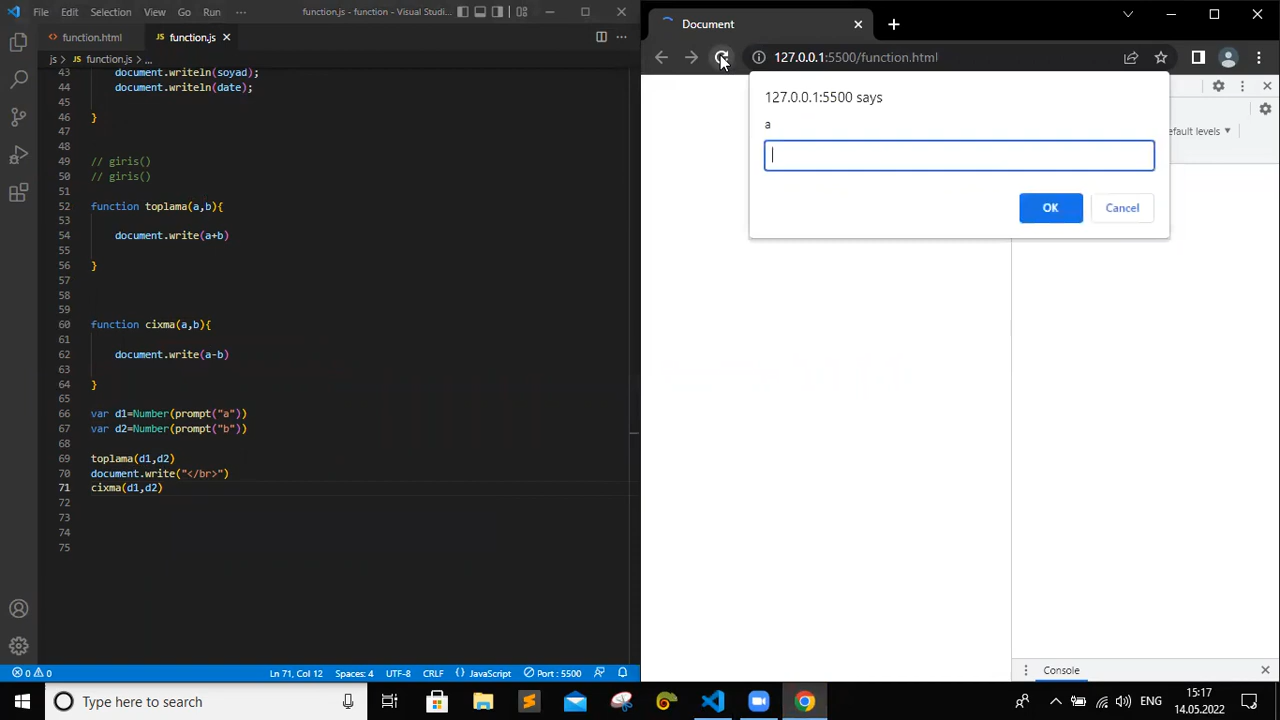 File
Edit
Selection
View
Go
Run
function.js - function - Visual Studi...
function.html
function.js
js > function.js > ...
43 document.writeln(soyad);
44 document.writeln(date);
45
46 }
47
48
49 // giris()
50 // giris()
51
52 function toplama(a,b){
53
54 document.write(a+b)
55
56 }
57
58
59
60 function cixma(a,b){
61
62 document.write(a-b)
63
64 }
65
66 var d1=Number(prompt("a"))
67 var d2=Number(prompt("b"))
68
69 toplama(d1,d2)
70 document.write("</br>")
71 cixma(d1,d2)
72
73
74
75
0 0
Ln 71, Col 12
Spaces: 4
UTF-8
CRLF
{} JavaScript
Port : 5500
Document
127.0.0.1:5500/function.html
127.0.0.1:5500 says
a
OK
Cancel
efault levels
Console
Type here to search
ENG
15:17
14.05.2022